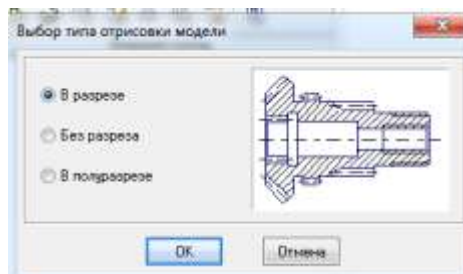 Выбор типа отрисовки модели
В разрезе
Без разреза
В полуразрезе
OK
Отмена